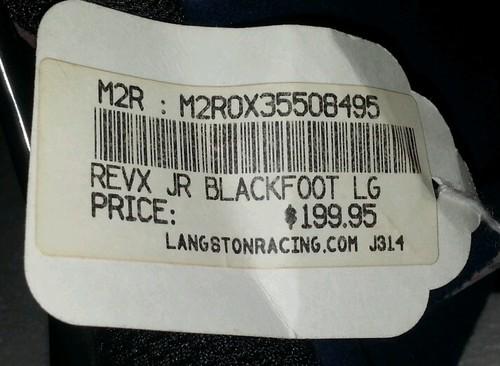 M2R : M2ROX35508495
REVX JR BLACKFOOT LG
PRICE: $199.95
LANGSTONRACING.COM J314